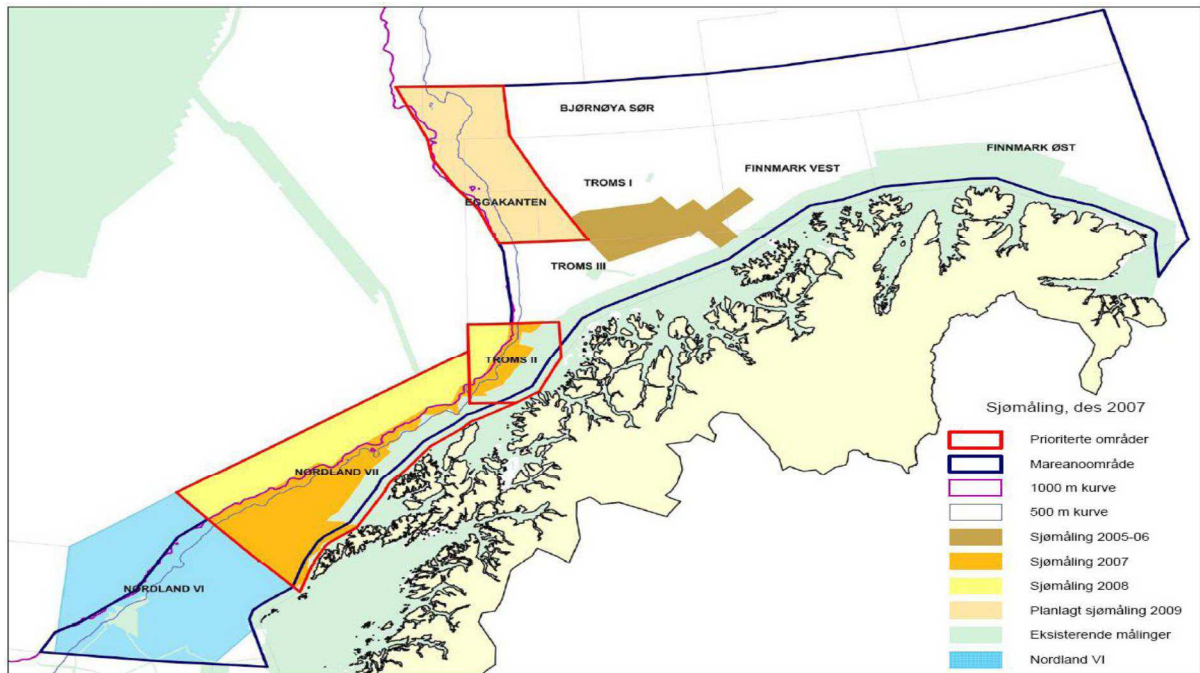 BJØRNØYA SØR
FINNMARK ØST
FINNMARK VEST
TROMS I
EGGAKANTEN
TROMS III
TROMS II
NORDLAND VII
NORDLAND VI
Sjømåling, des 2007
Prioriterte områder
Mareanoområde
1000 m kurve
500 m kurve
Sjømåling 2005-06
Sjømåling 2007
Sjømåling 2008
Planlagt sjømåling 2009
Eksisterende målinger
Nordland VI